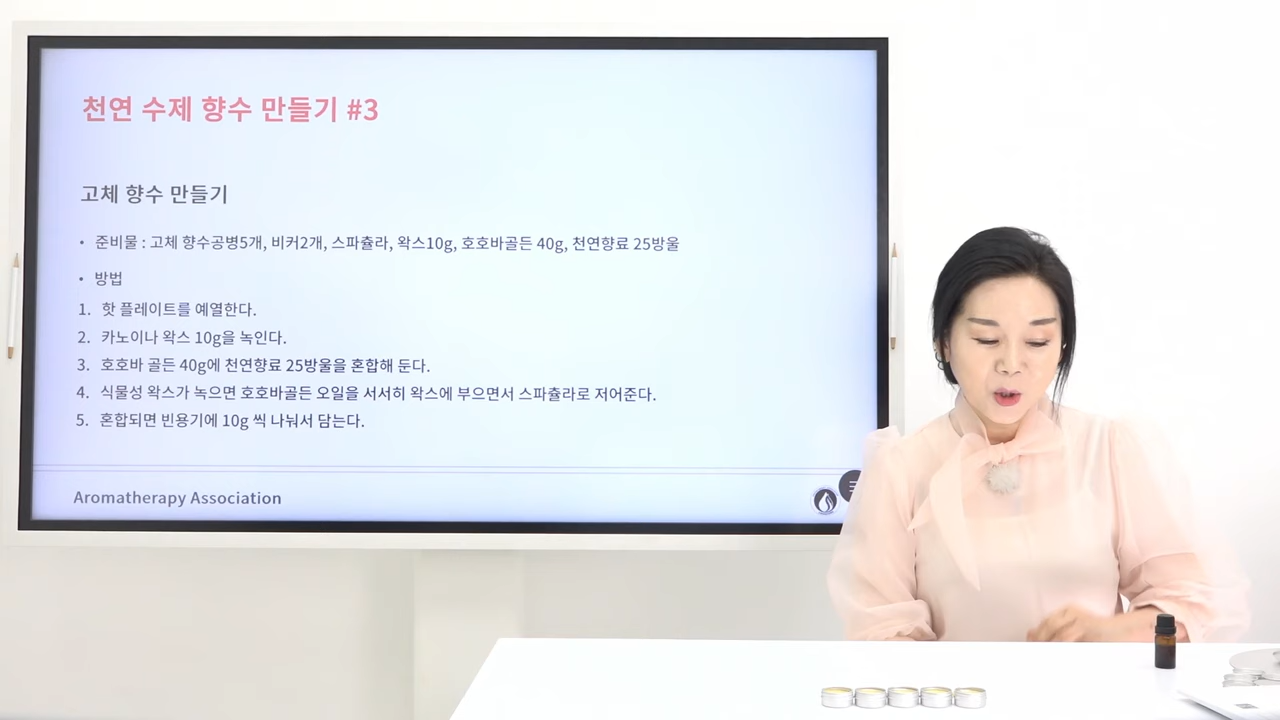 천연 수제 향수 만들기 #3
고체 향수 만들기
• 준비물 : 고체 향수공병5개, 비커2개, 스파츌라, 왁스10g, 호호바골든 40g, 천연향료 25방울
• 방법
1. 핫 플레이트를 예열한다.
2. 카노이나 왁스 10g을 녹인다.
3. 호호바 골든 40g에 천연향료 25방울을 혼합해 둔다.
4. 식물성 왁스가 녹으면 호호바골든 오일을 서서히 왁스에 부으면서 스파츌라로 저어준다.
5. 혼합되면 빈용기에 10g 씩 나눠서 담는다.
Aromatherapy Association